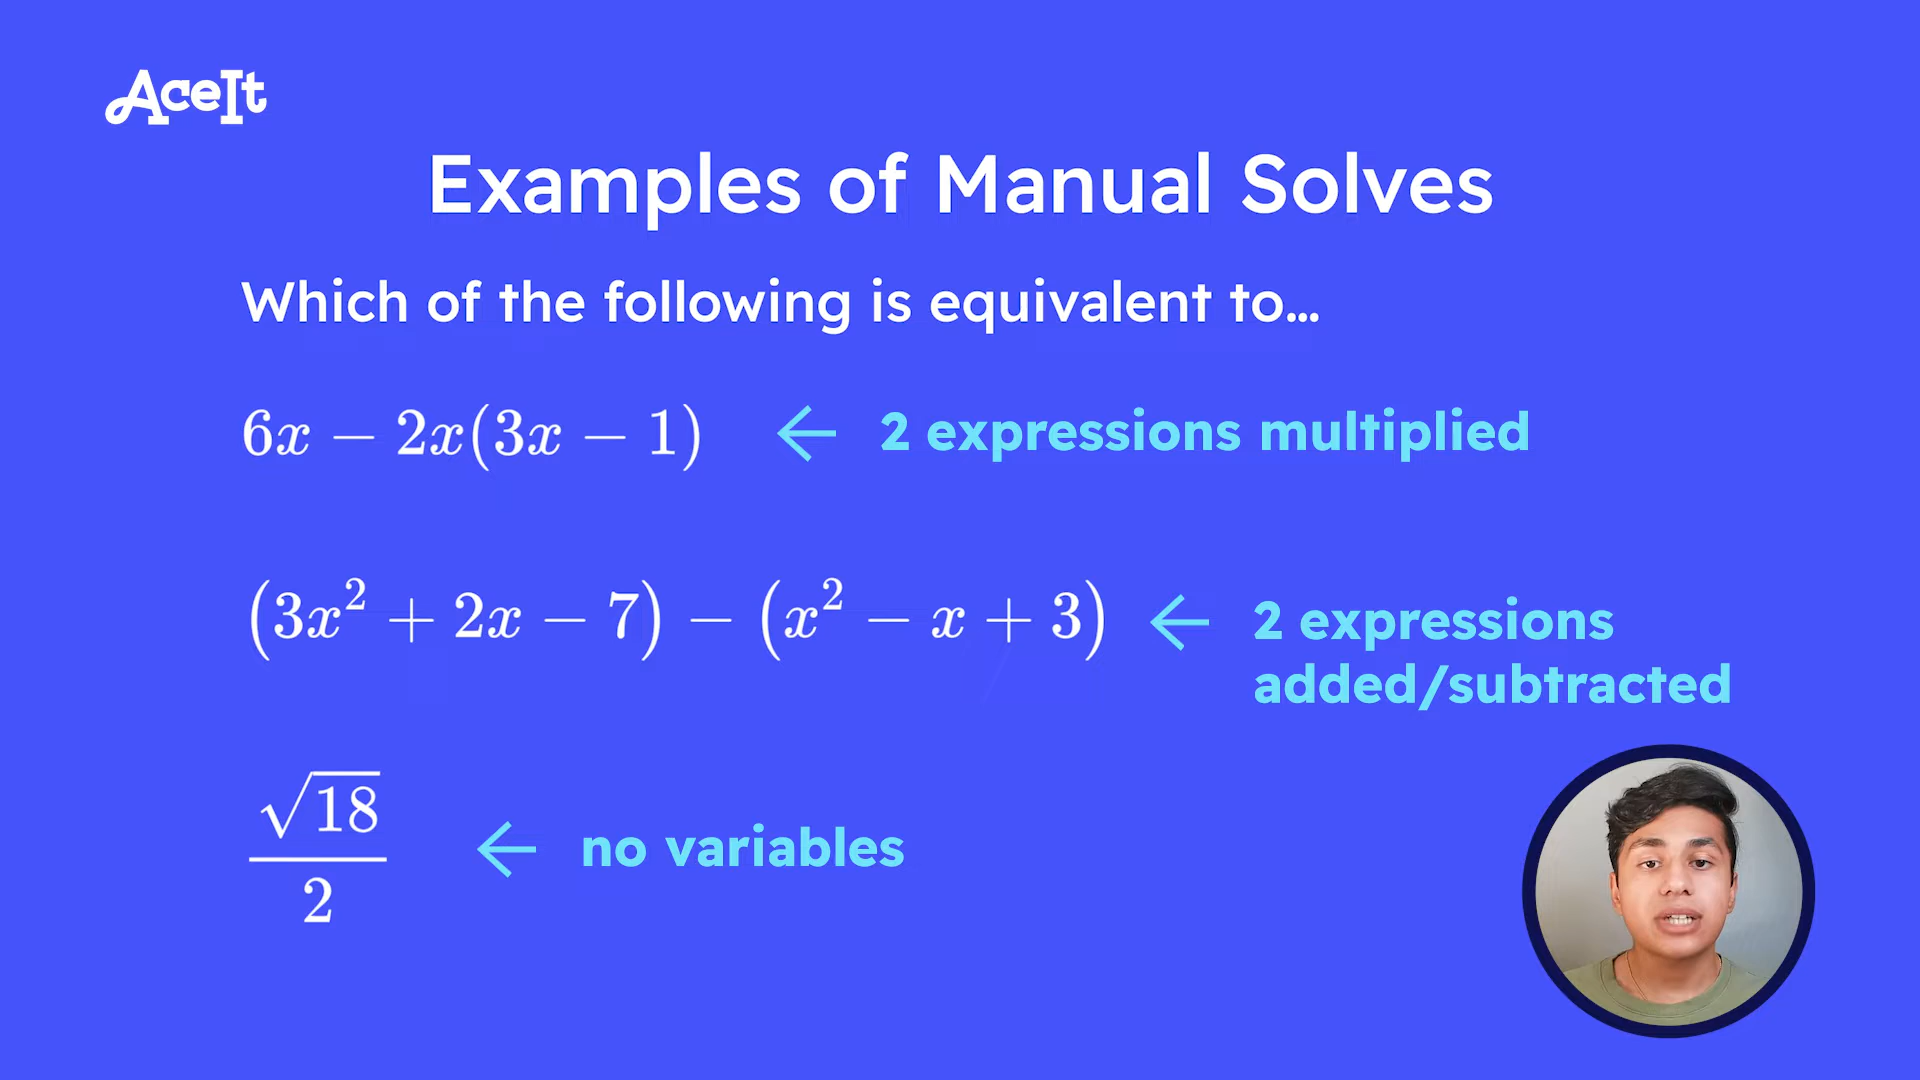 AceIt
Examples of Manual Solves
Which of the following is equivalent to...
6x − 2x(3x − 1) ← 2 expressions multiplied
(3x² + 2x − 7) − (x² − x + 3) ← 2 expressions
added/subtracted
√18
2
← no variables